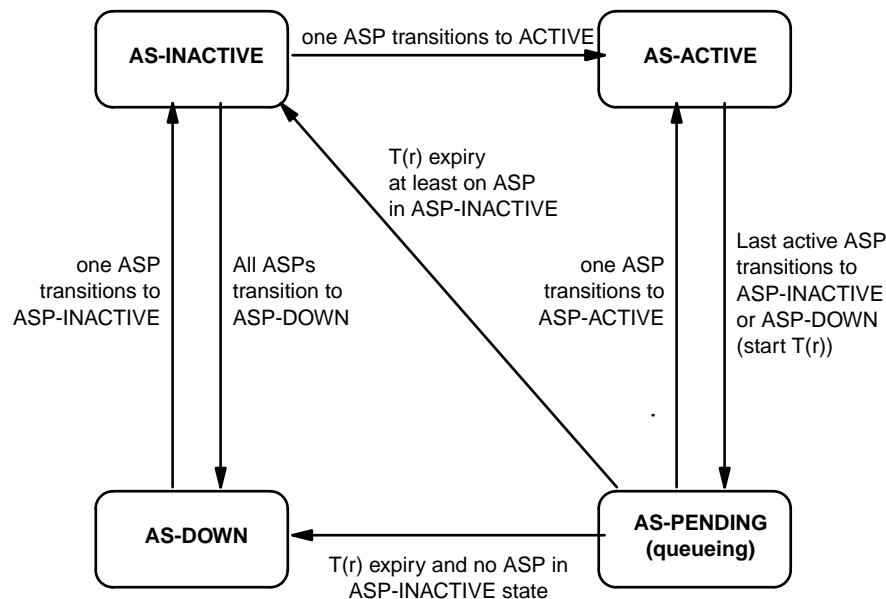 one ASP transitions to ACTIVE
AS-INACTIVE
AS-ACTIVE
T(r) expiry
at least on ASP
in ASP-INACTIVE
one ASP
transitions to
ASP-INACTIVE
All ASPs
transition to
ASP-DOWN
one ASP
transitions to
ASP-ACTIVE
Last active ASP
transitions to
ASP-INACTIVE
or ASP-DOWN
(start T(r))
AS-DOWN
AS-PENDING
(queueing)
T(r) expiry and no ASP in
ASP-INACTIVE state